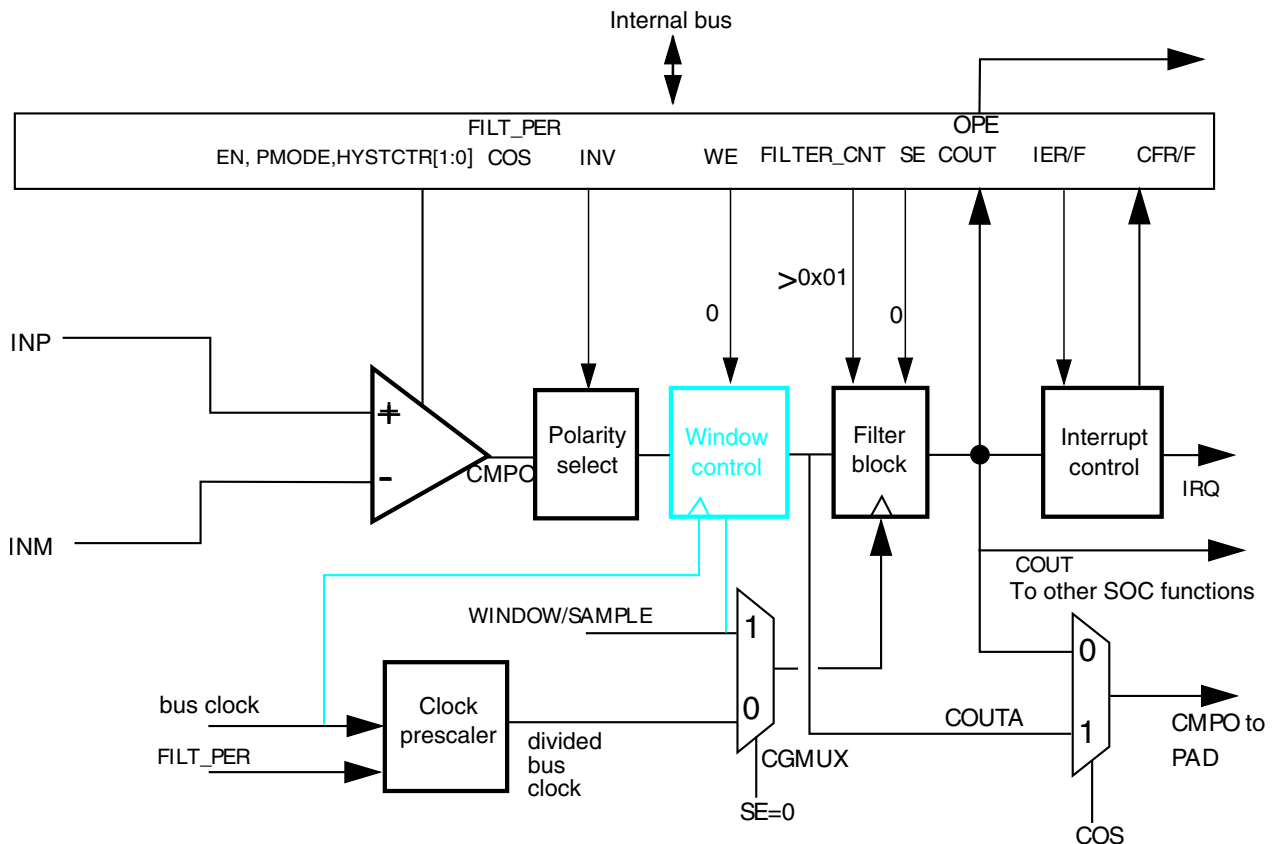 Internal bus
FILT_PER
OPE
EN, PMODE,HYSTCTR[1:0] COS INV WE FILTER_CNT SE COUT IER/F CFR/F
>0x01
0
0
INP
+
Polarity
select
Window
control
Filter
block
Interrupt
control
CMPO
-
IRQ
INM
COUT
To other SOC functions
WINDOW/SAMPLE
1
0
bus clock
Clock
prescaler
0
divided
bus
clock
COUTA
1
CMPO to
PAD
FILT_PER
CGMUX
SE=0
COS